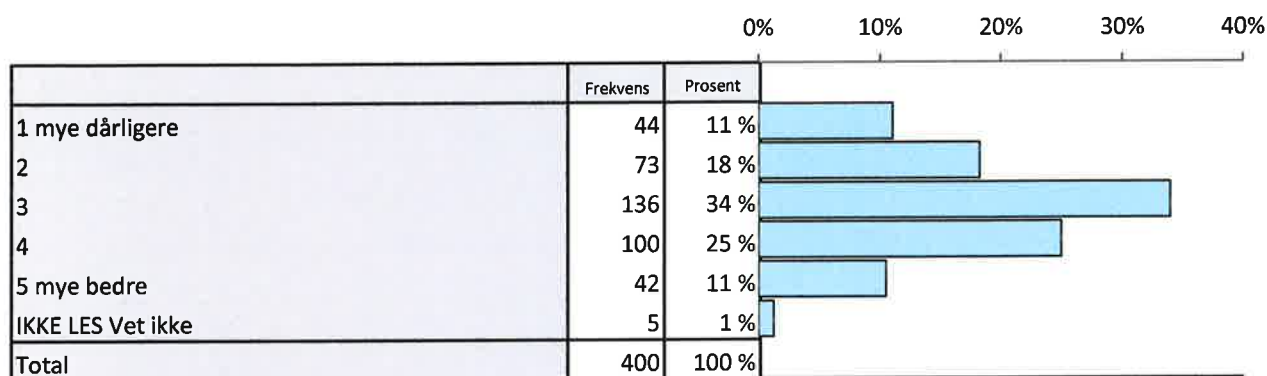 0% 10% 20% 30% 40%
Frekvens Prosent
1 mye dårligere 44 11 %
2 73 18 %
3 136 34 %
4 100 25 %
5 mye bedre 42 11 %
IKKE LES Vet ikke 5 1 %
Total 400 100 %